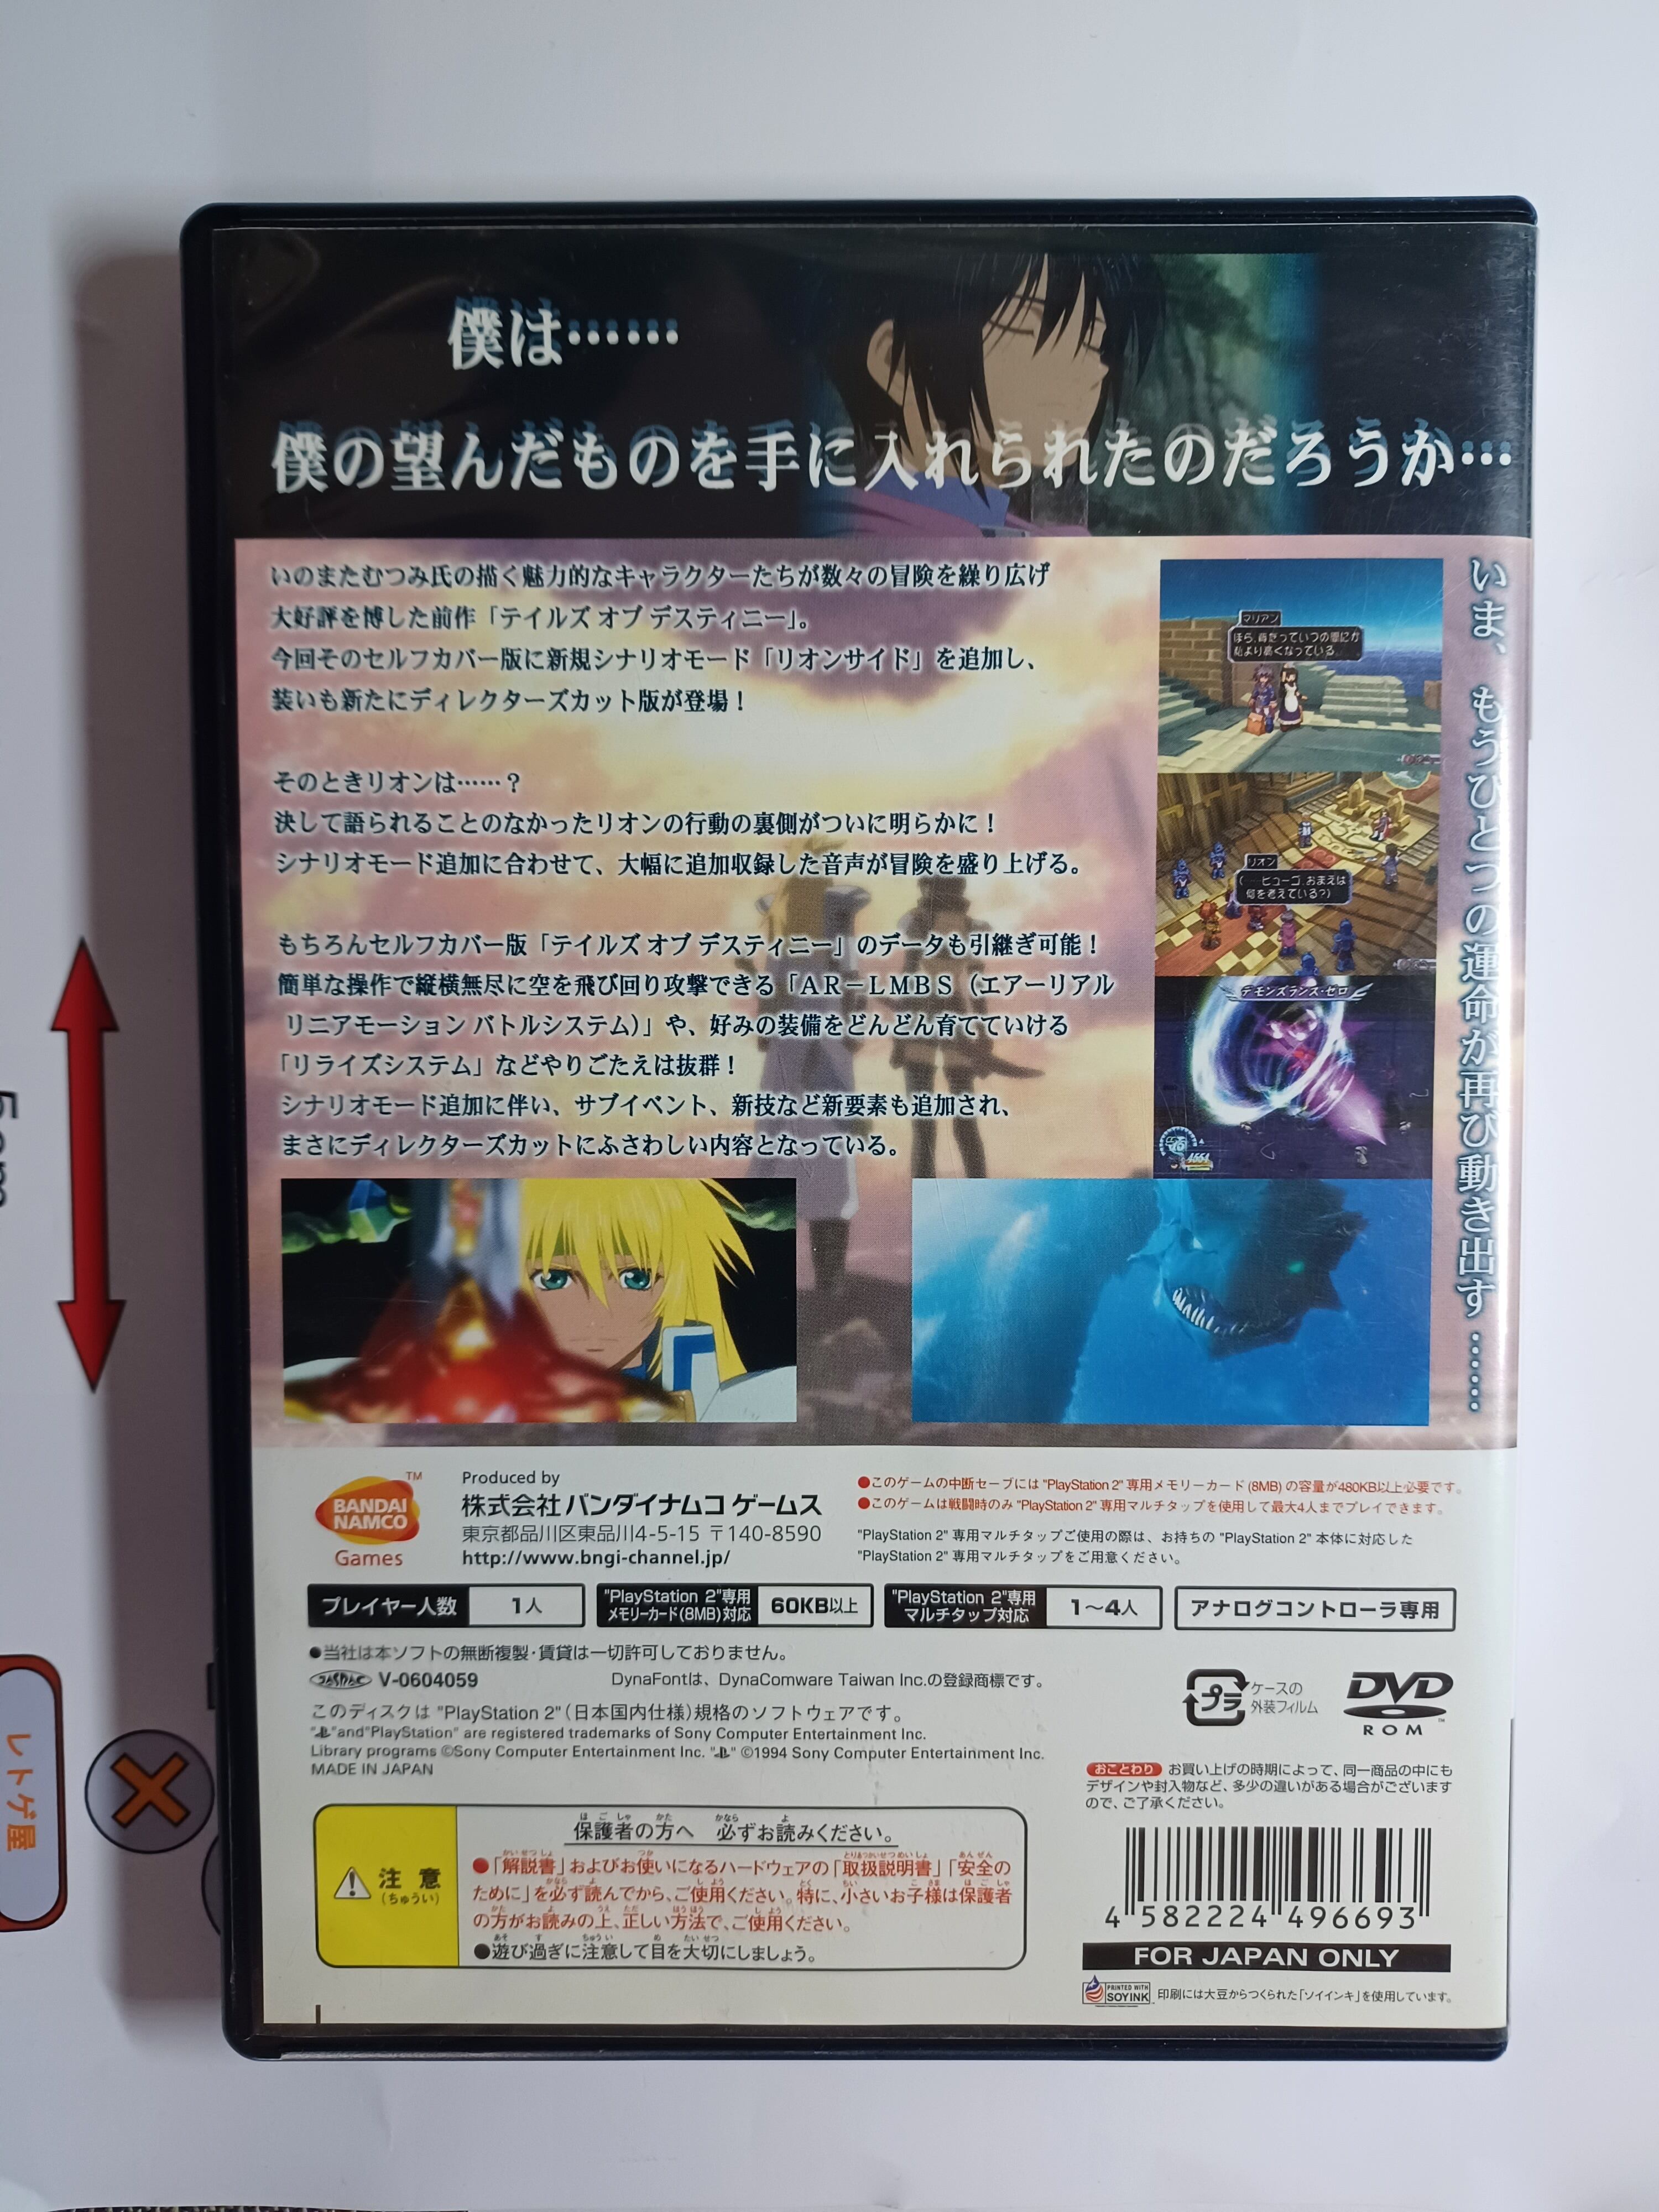 僕は……
僕の望んだものを手に入れられたのだろうか…
いのまたむつみ氏の描く魅力的なキャラクターたちが数々の冒険を繰り広げ
大好評を博した前作「テイルズ オブ デスティニー」。
今回そのセルフカバー版に新規シナリオモード「リオンサイド」を追加し、
装いも新たにディレクターズカット版が登場！
そのときリオンは……？
決して語られることのなかったリオンの行動の裏側がついに明らかに！
シナリオモード追加に合わせて、大幅に追加収録した音声が冒険を盛り上げる。
もちろんセルフカバー版「テイルズ オブ デスティニー」のデータも引継ぎ可能！
簡単な操作で縦横無尽に空を飛び回り攻撃できる「ＡＲ－ＬＭＢＳ（エアーリアル
リニアモーション バトルシステム）」や、好みの装備をどんどん育てていける
「リライズシステム」などやりごたえは抜群！
シナリオモード追加に伴い、サブイベント、新技など新要素も追加され、
まさにディレクターズカットにふさわしい内容となっている。
いま、もうひとつの運命が再び動き出す……
マリアン
ほら、背だっていつの間にか
私より高くなっている
リオン
(……ヒューゴ、おまえは
何を考えている?)
デモンズランス・ゼロ
BANDAI
NAMCO
TM
Games
Produced by
株式会社 バンダイナムコ ゲームス
東京都品川区東品川4-5-15 〒140-8590
http://www.bngi-channel.jp/
●このゲームの中断セーブには "PlayStation 2" 専用メモリーカード (8MB) の容量が480KB以上必要です。
●このゲームは戦闘時のみ "PlayStation 2" 専用マルチタップを使用して最大4人までプレイできます。
"PlayStation 2" 専用マルチタップご使用の際は、お持ちの "PlayStation 2" 本体に対応した
"PlayStation 2" 専用マルチタップをご用意ください。
プレイヤー人数 1人
"PlayStation 2"専用
メモリーカード(8MB)対応 60KB以上
"PlayStation 2"専用
マルチタップ対応 1～4人
アナログコントローラ専用
●当社は本ソフトの無断複製・賃貸は一切許可しておりません。
JASRAC V-0604059 DynaFontは、DynaComware Taiwan Inc.の登録商標です。
このディスクは "PlayStation 2"(日本国内仕様)規格のソフトウェアです。
" "and"PlayStation" are registered trademarks of Sony Computer Entertainment Inc.
Library programs ©Sony Computer Entertainment Inc. " " ©1994 Sony Computer Entertainment Inc.
MADE IN JAPAN
プラ
ケースの
外装フィルム
DVD
ROM
おことわり お買い上げの時期によって、同一商品の中にも
デザインや封入物など、多少の違いがある場合がございます
ので、ご了承ください。
注意
(ちゅうい)
保護者の方へ 必ずお読みください。
●「解説書」およびお使いになるハードウェアの「取扱説明書」「安全の
ために」を必ず読んでから、ご使用ください。特に、小さいお子様は保護者
の方がお読みの上、正しい方法で、ご使用ください。
●遊び過ぎに注意して目を大切にしましょう。
4 582224 496693
FOR JAPAN ONLY
PRINTED WITH
SOYINK
印刷には大豆からつくられた「ソイインキ」を使用しています。
レトゲ屋